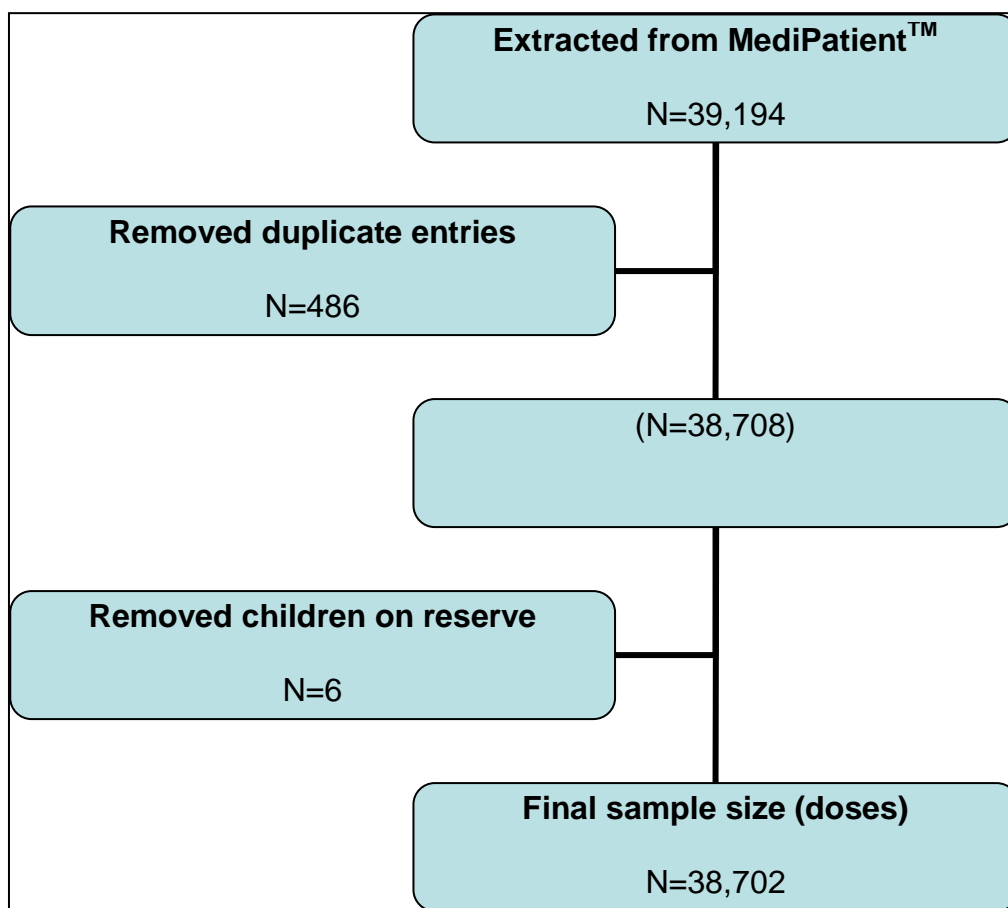 Extracted from MediPatient™
N=39,194
Removed duplicate entries
N=486
(N=38,708)
Removed children on reserve
N=6
Final sample size (doses)
N=38,702